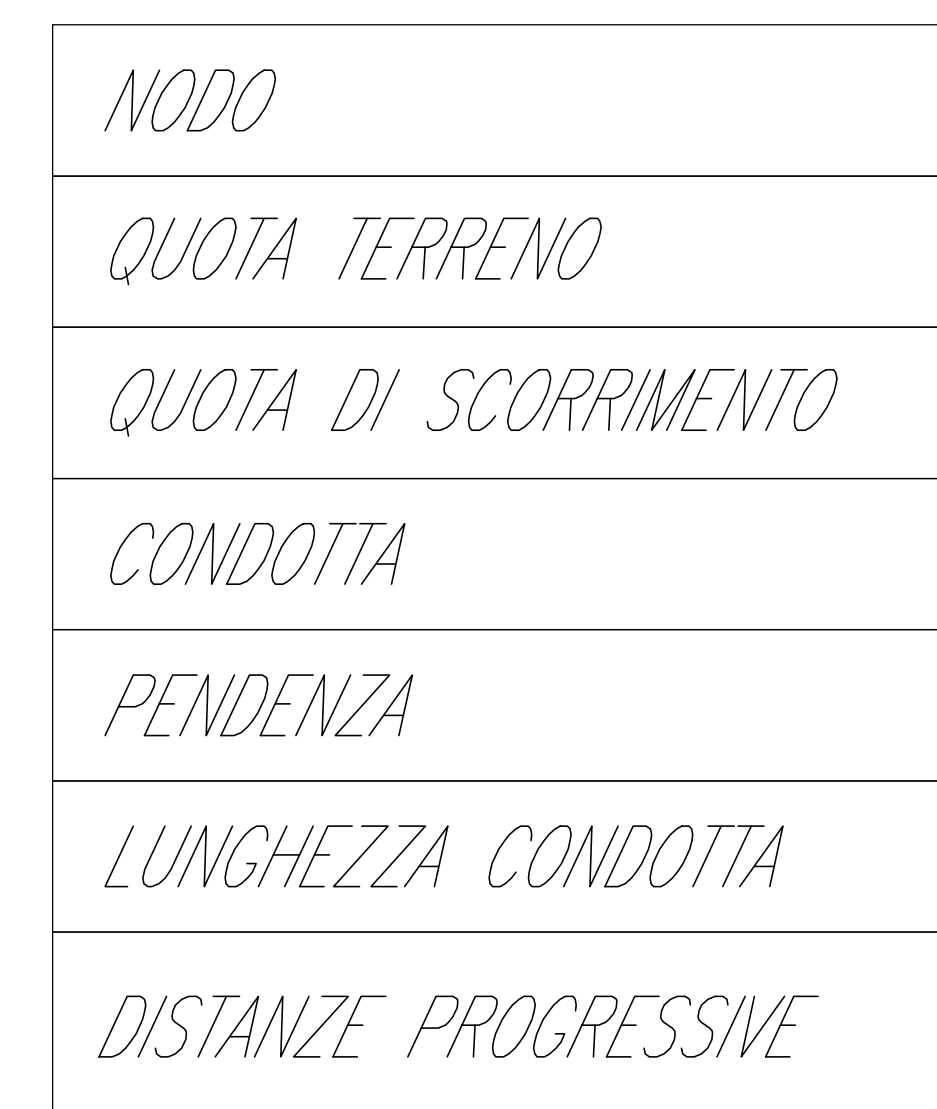 NODO
QUOTA TERRENO
QUOTA DI SCORRIMENTO
CONDOTTA
PENDENZA
LUNGHEZZA CONDOTTA
DISTANZE PROGRESSIVE